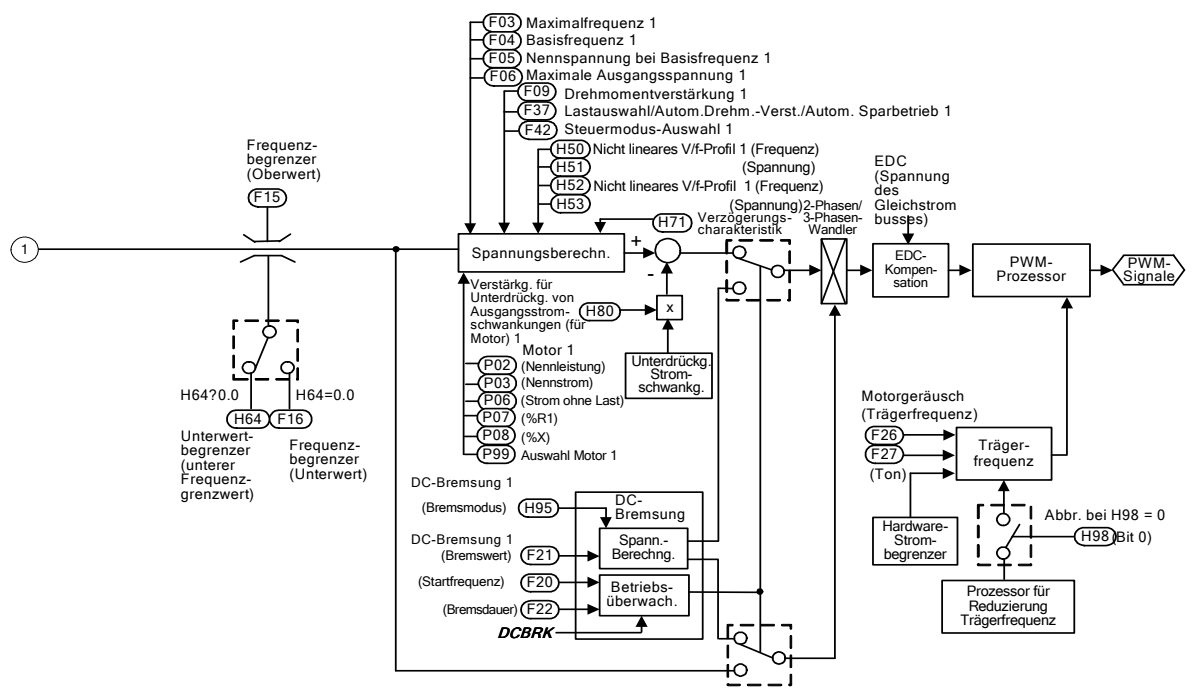 F03 Maximalfrequenz 1
F04 Basisfrequenz 1
F05 Nennspannung bei Basisfrequenz 1
F06 Maximale Ausgangsspannung 1
F09 Drehmomentverstärkung 1
F37 Lastauswahl/Autom.Drehm.-Verst./Autom. Sparbetrieb 1
F42 Steuermodus-Auswahl 1
H50 Nicht lineares V/f-Profil 1 (Frequenz)
H51 (Spannung)
H52 Nicht lineares V/f-Profil 1 (Frequenz)
H53 (Spannung)
H71 Verzögerungs-
charakteristik
Frequenz-
begrenzer
(Oberwert)
F15
1
H64?0.0
H64=0.0
H64
F16
Unterwert-
begrenzer
(unterer
Frequenz-
grenzwert)
Frequenz-
begrenzer
(Unterwert)
Spannungsberechn.
+
-
x
Verstärkg. für
Unterdrückg. von
Ausgangsstrom-
schwankungen (für
Motor) 1
H80
Unterdrückg.
Strom-
schwankg.
Motor 1
P02 (Nennleistung)
P03 (Nennstrom)
P06 (Strom ohne Last)
P07 (%R1)
P08 (%X)
P99 Auswahl Motor 1
2-Phasen/
3-Phasen-
Wandler
EDC
(Spannung
des
Gleichstrom
busses)
EDC-
Kompen-
sation
PWM-
Prozessor
PWM-
Signale
DC-Bremsung 1
(Bremsmodus) H95
DC-Bremsung 1
(Bremswert) F21
(Startfrequenz) F20
(Bremsdauer) F22
DCBRK
DC-
Bremsung
Spann.-
Berechng.
Betriebs-
überwach.
Motorgeräusch
(Trägerfrequenz)
F26
F27
(Ton)
Träger-
frequenz
Hardware-
Strom-
begrenzer
Abbr. bei H98 = 0
H98 (Bit 0)
Prozessor für
Reduzierung
Trägerfrequenz